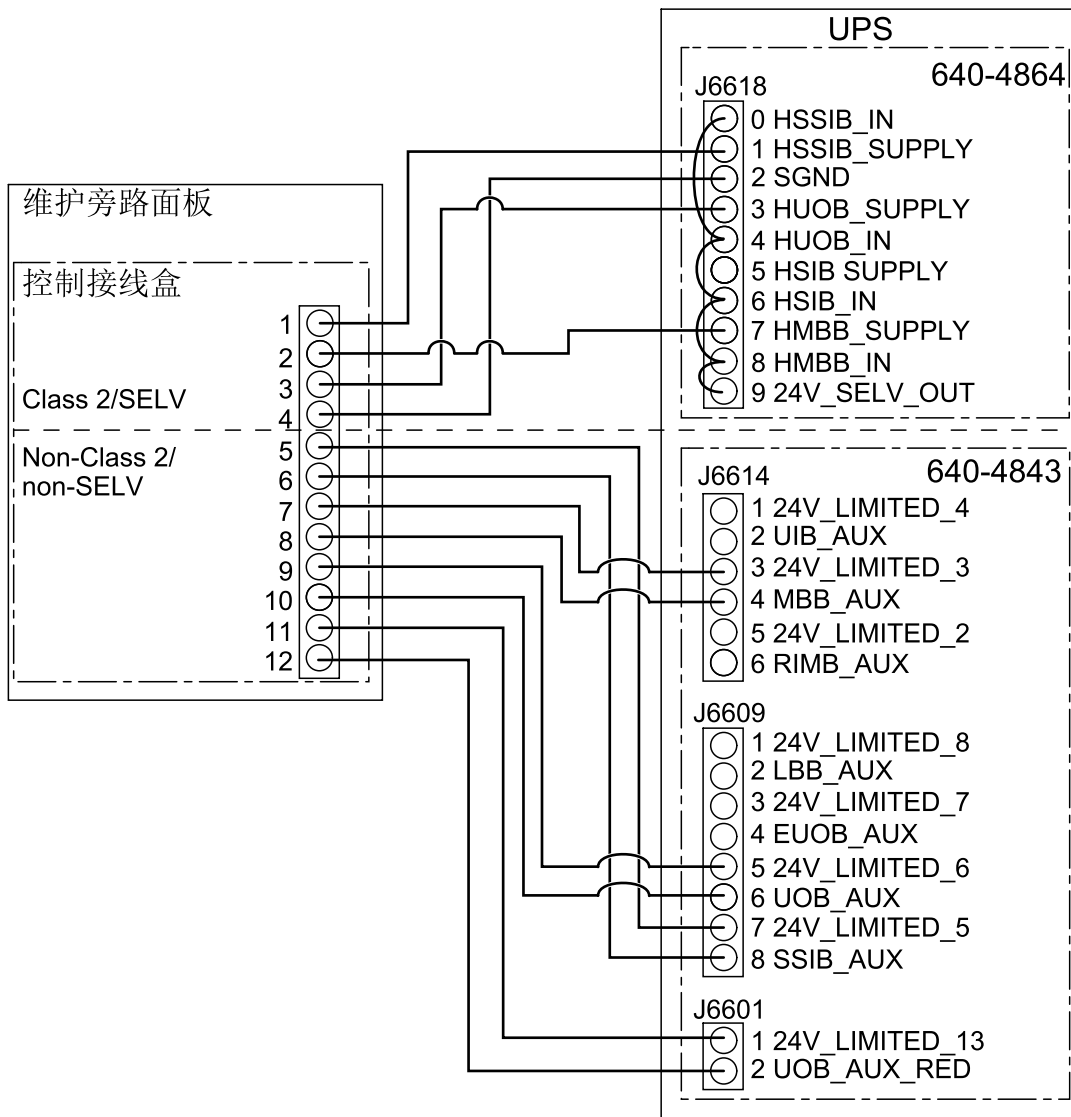 UPS
640-4864
J6618
0 HSSIB_IN
1 HSSIB_SUPPLY
2 SGND
3 HUOB_SUPPLY
4 HUOB_IN
5 HSIB SUPPLY
6 HSIB_IN
7 HMBB_SUPPLY
8 HMBB_IN
9 24V_SELV_OUT
维护旁路面板
控制接线盒
Class 2/SELV
Non-Class 2/
non-SELV
1
2
3
4
5
6
7
8
9
10
11
12
640-4843
J6614
1 24V_LIMITED_4
2 UIB_AUX
3 24V_LIMITED_3
4 MBB_AUX
5 24V_LIMITED_2
6 RIMB_AUX
J6609
1 24V_LIMITED_8
2 LBB_AUX
3 24V_LIMITED_7
4 EUOB_AUX
5 24V_LIMITED_6
6 UOB_AUX
7 24V_LIMITED_5
8 SSIB_AUX
J6601
1 24V_LIMITED_13
2 UOB_AUX_RED